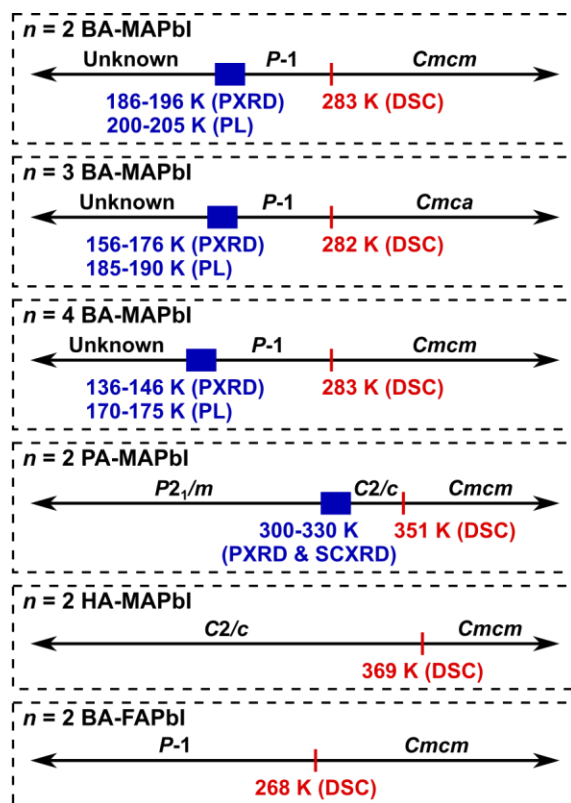 n = 2 BA-MAPbI
Unknown P-1 Cmcm
186-196 K (PXRD) 283 K (DSC)
200-205 K (PL)
n = 3 BA-MAPbI
Unknown P-1 Cmca
156-176 K (PXRD) 282 K (DSC)
185-190 K (PL)
n = 4 BA-MAPbI
Unknown P-1 Cmcm
136-146 K (PXRD) 283 K (DSC)
170-175 K (PL)
n = 2 PA-MAPbI
P2₁/m C2/c Cmcm
300-330 K 351 K (DSC)
(PXRD & SCXRD)
n = 2 HA-MAPbI
C2/c Cmcm
369 K (DSC)
n = 2 BA-FAPbI
P-1 Cmcm
268 K (DSC)